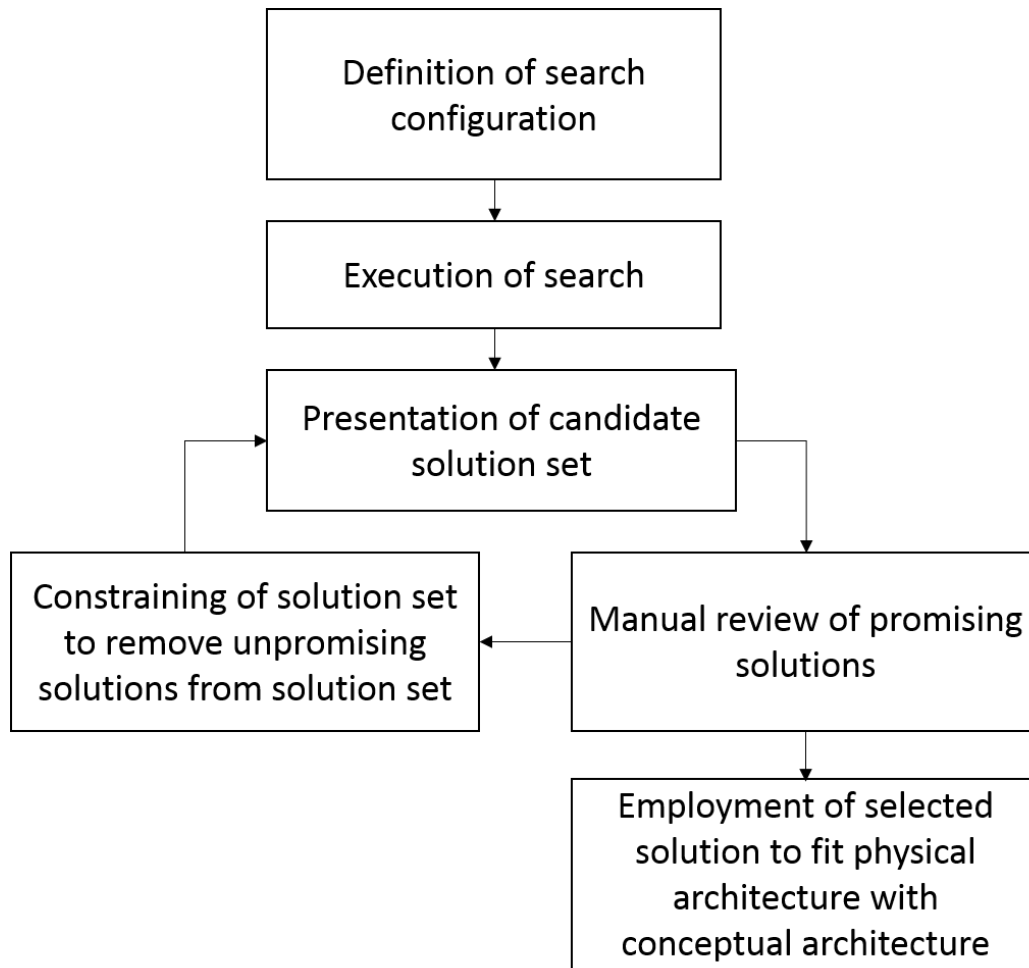 Definition of search
configuration
Execution of search
Presentation of candidate
solution set
Constraining of solution set
to remove unpromising
solutions from solution set
Manual review of promising
solutions
Employment of selected
solution to fit physical
architecture with
conceptual architecture